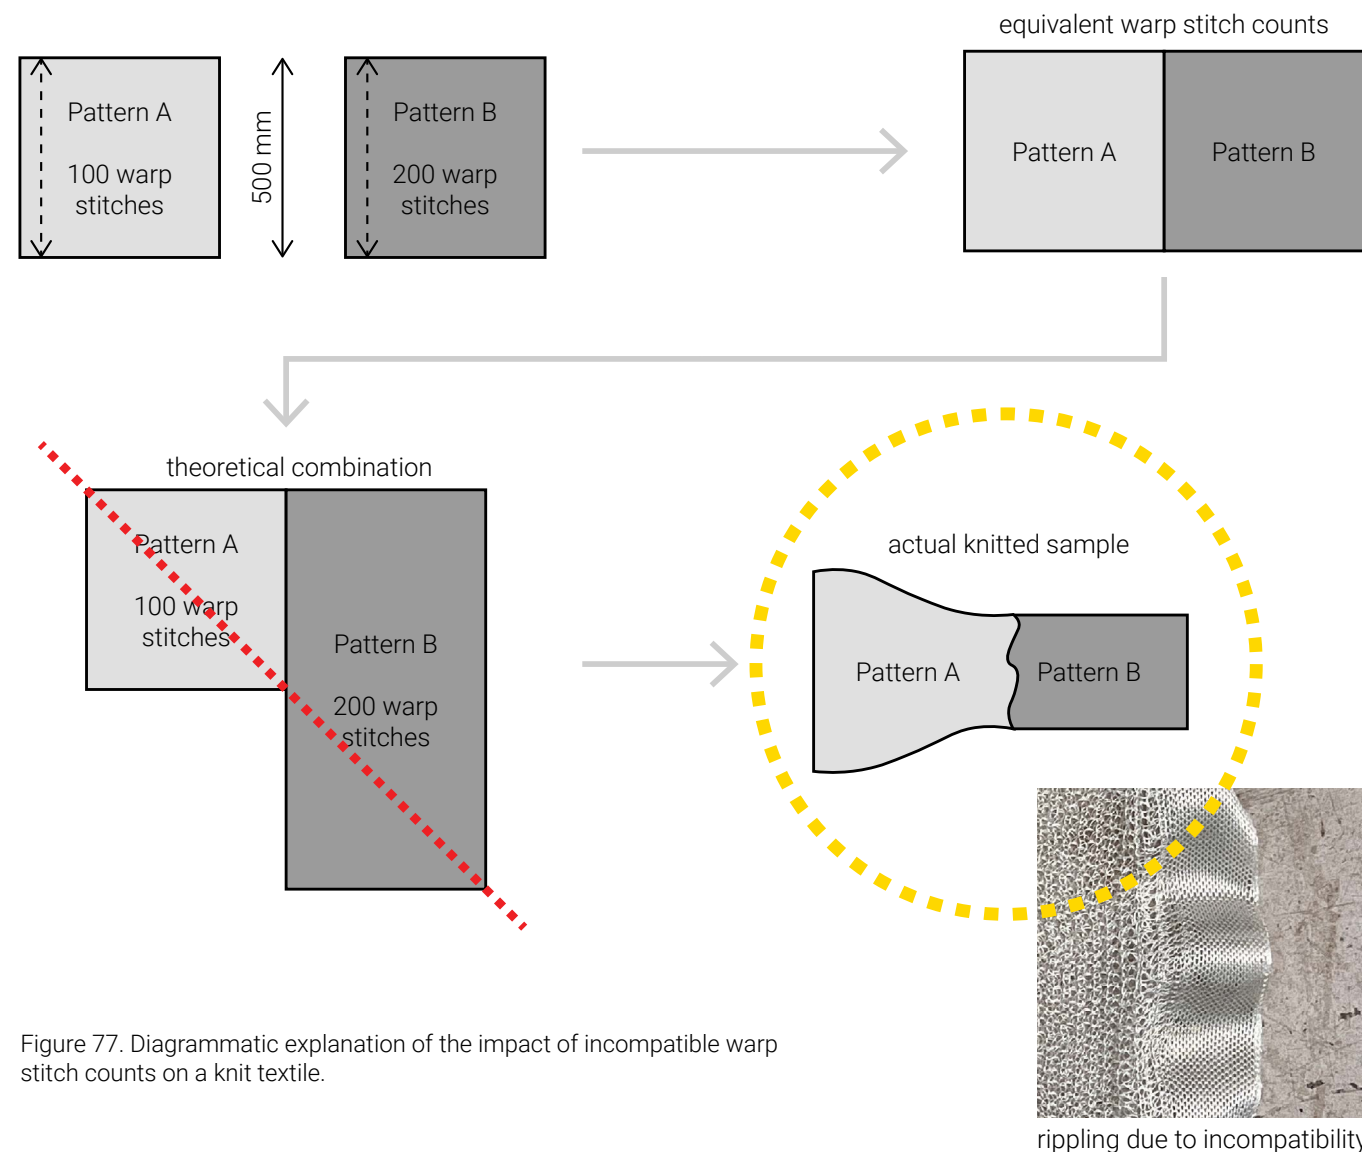 equivalent warp stitch counts
Pattern A
100 warp
stitches
500 mm
Pattern B
200 warp
stitches
Pattern A
Pattern B
theoretical combination
Pattern A
100 warp
stitches
Pattern B
200 warp
stitches
actual knitted sample
Pattern A
Pattern B
Figure 77. Diagrammatic explanation of the impact of incompatible warp
stitch counts on a knit textile.
rippling due to incompatibility